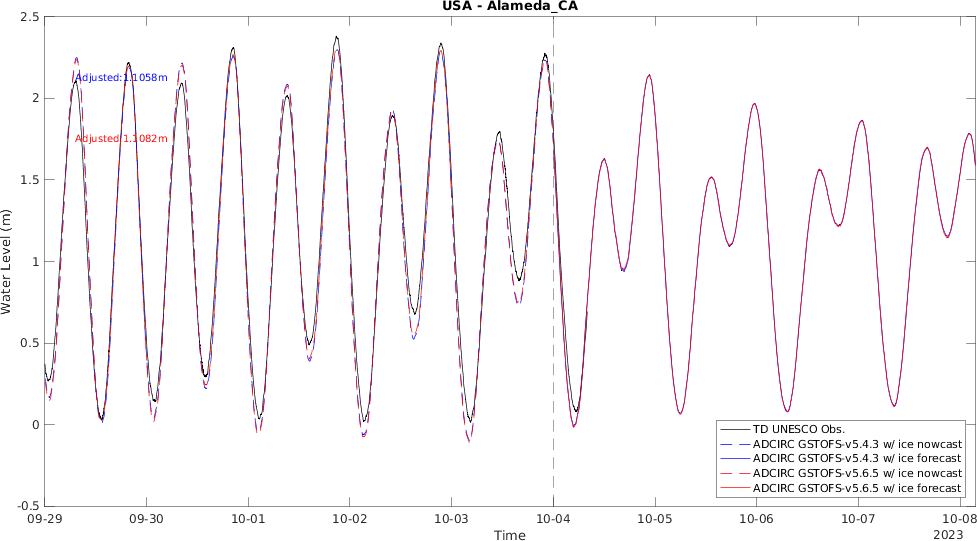 USA - Alameda_CA
2.5
2
1.5
1
0.5
0
-0.5
Water Level (m)
Adjusted:1.1058m
Adjusted:1.1082m
TD UNESCO Obs.
ADCIRC GSTOFS-v5.4.3 w/ ice nowcast
ADCIRC GSTOFS-v5.4.3 w/ ice forecast
ADCIRC GSTOFS-v5.6.5 w/ ice nowcast
ADCIRC GSTOFS-v5.6.5 w/ ice forecast
09-29 09-30 10-01 10-02 10-03 10-04 10-05 10-06 10-07 10-08
Time
2023